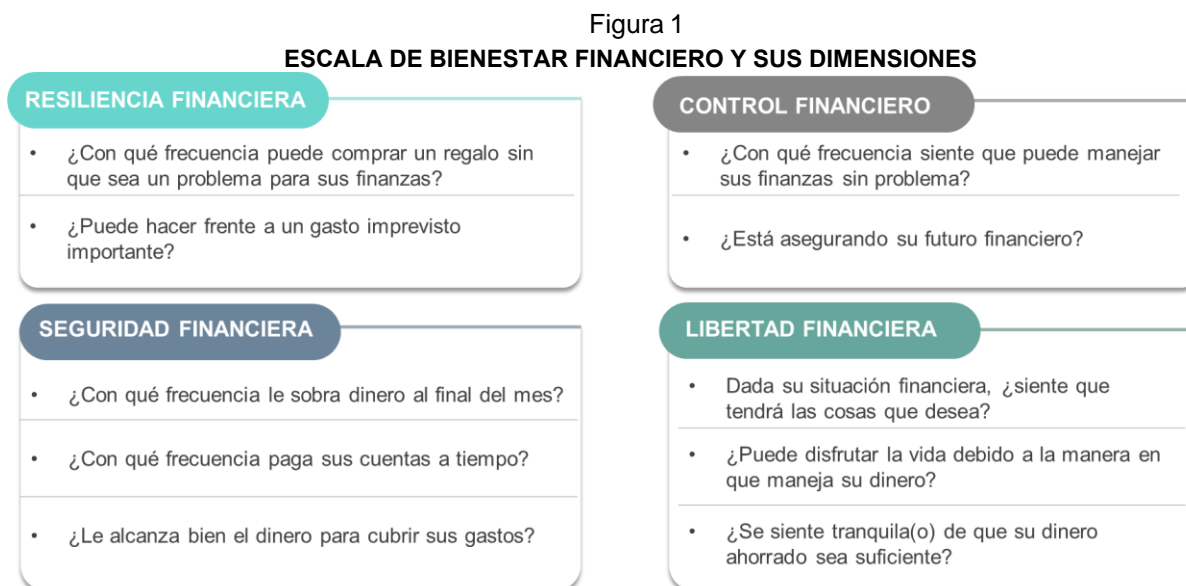 Figura 1
ESCALA DE BIENESTAR FINANCIERO Y SUS DIMENSIONES
RESILIENCIA FINANCIERA
• ¿Con qué frecuencia puede comprar un regalo sin
que sea un problema para sus finanzas?
• ¿Puede hacer frente a un gasto imprevisto
importante?
CONTROL FINANCIERO
• ¿Con qué frecuencia siente que puede manejar
sus finanzas sin problema?
• ¿Está asegurando su futuro financiero?
SEGURIDAD FINANCIERA
• ¿Con qué frecuencia le sobra dinero al final del mes?
• ¿Con qué frecuencia paga sus cuentas a tiempo?
• ¿Le alcanza bien el dinero para cubrir sus gastos?
LIBERTAD FINANCIERA
• Dada su situación financiera, ¿siente que
tendrá las cosas que desea?
• ¿Puede disfrutar la vida debido a la manera en
que maneja su dinero?
• ¿Se siente tranquila(o) de que su dinero
ahorrado sea suficiente?